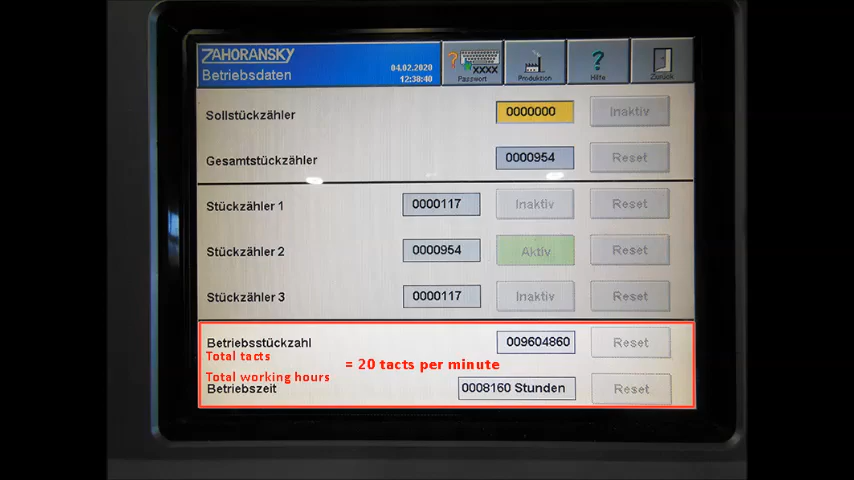 ZAHORANSKY
Betriebsdaten
04.02.2020
12:38:40
XXXX
Passwort
Produktion
?
Hilfe
Zurück
Sollstückzähler
0000000
Inaktiv
Gesamtstückzähler
0000954
Reset
Stückzähler 1
0000117
Inaktiv
Reset
Stückzähler 2
0000954
Aktiv
Reset
Stückzähler 3
0000117
Inaktiv
Reset
Betriebsstückzahl
009604860
Reset
Total tacts
= 20 tacts per minute
Total working hours
Betriebszeit
0008160 Stunden
Reset